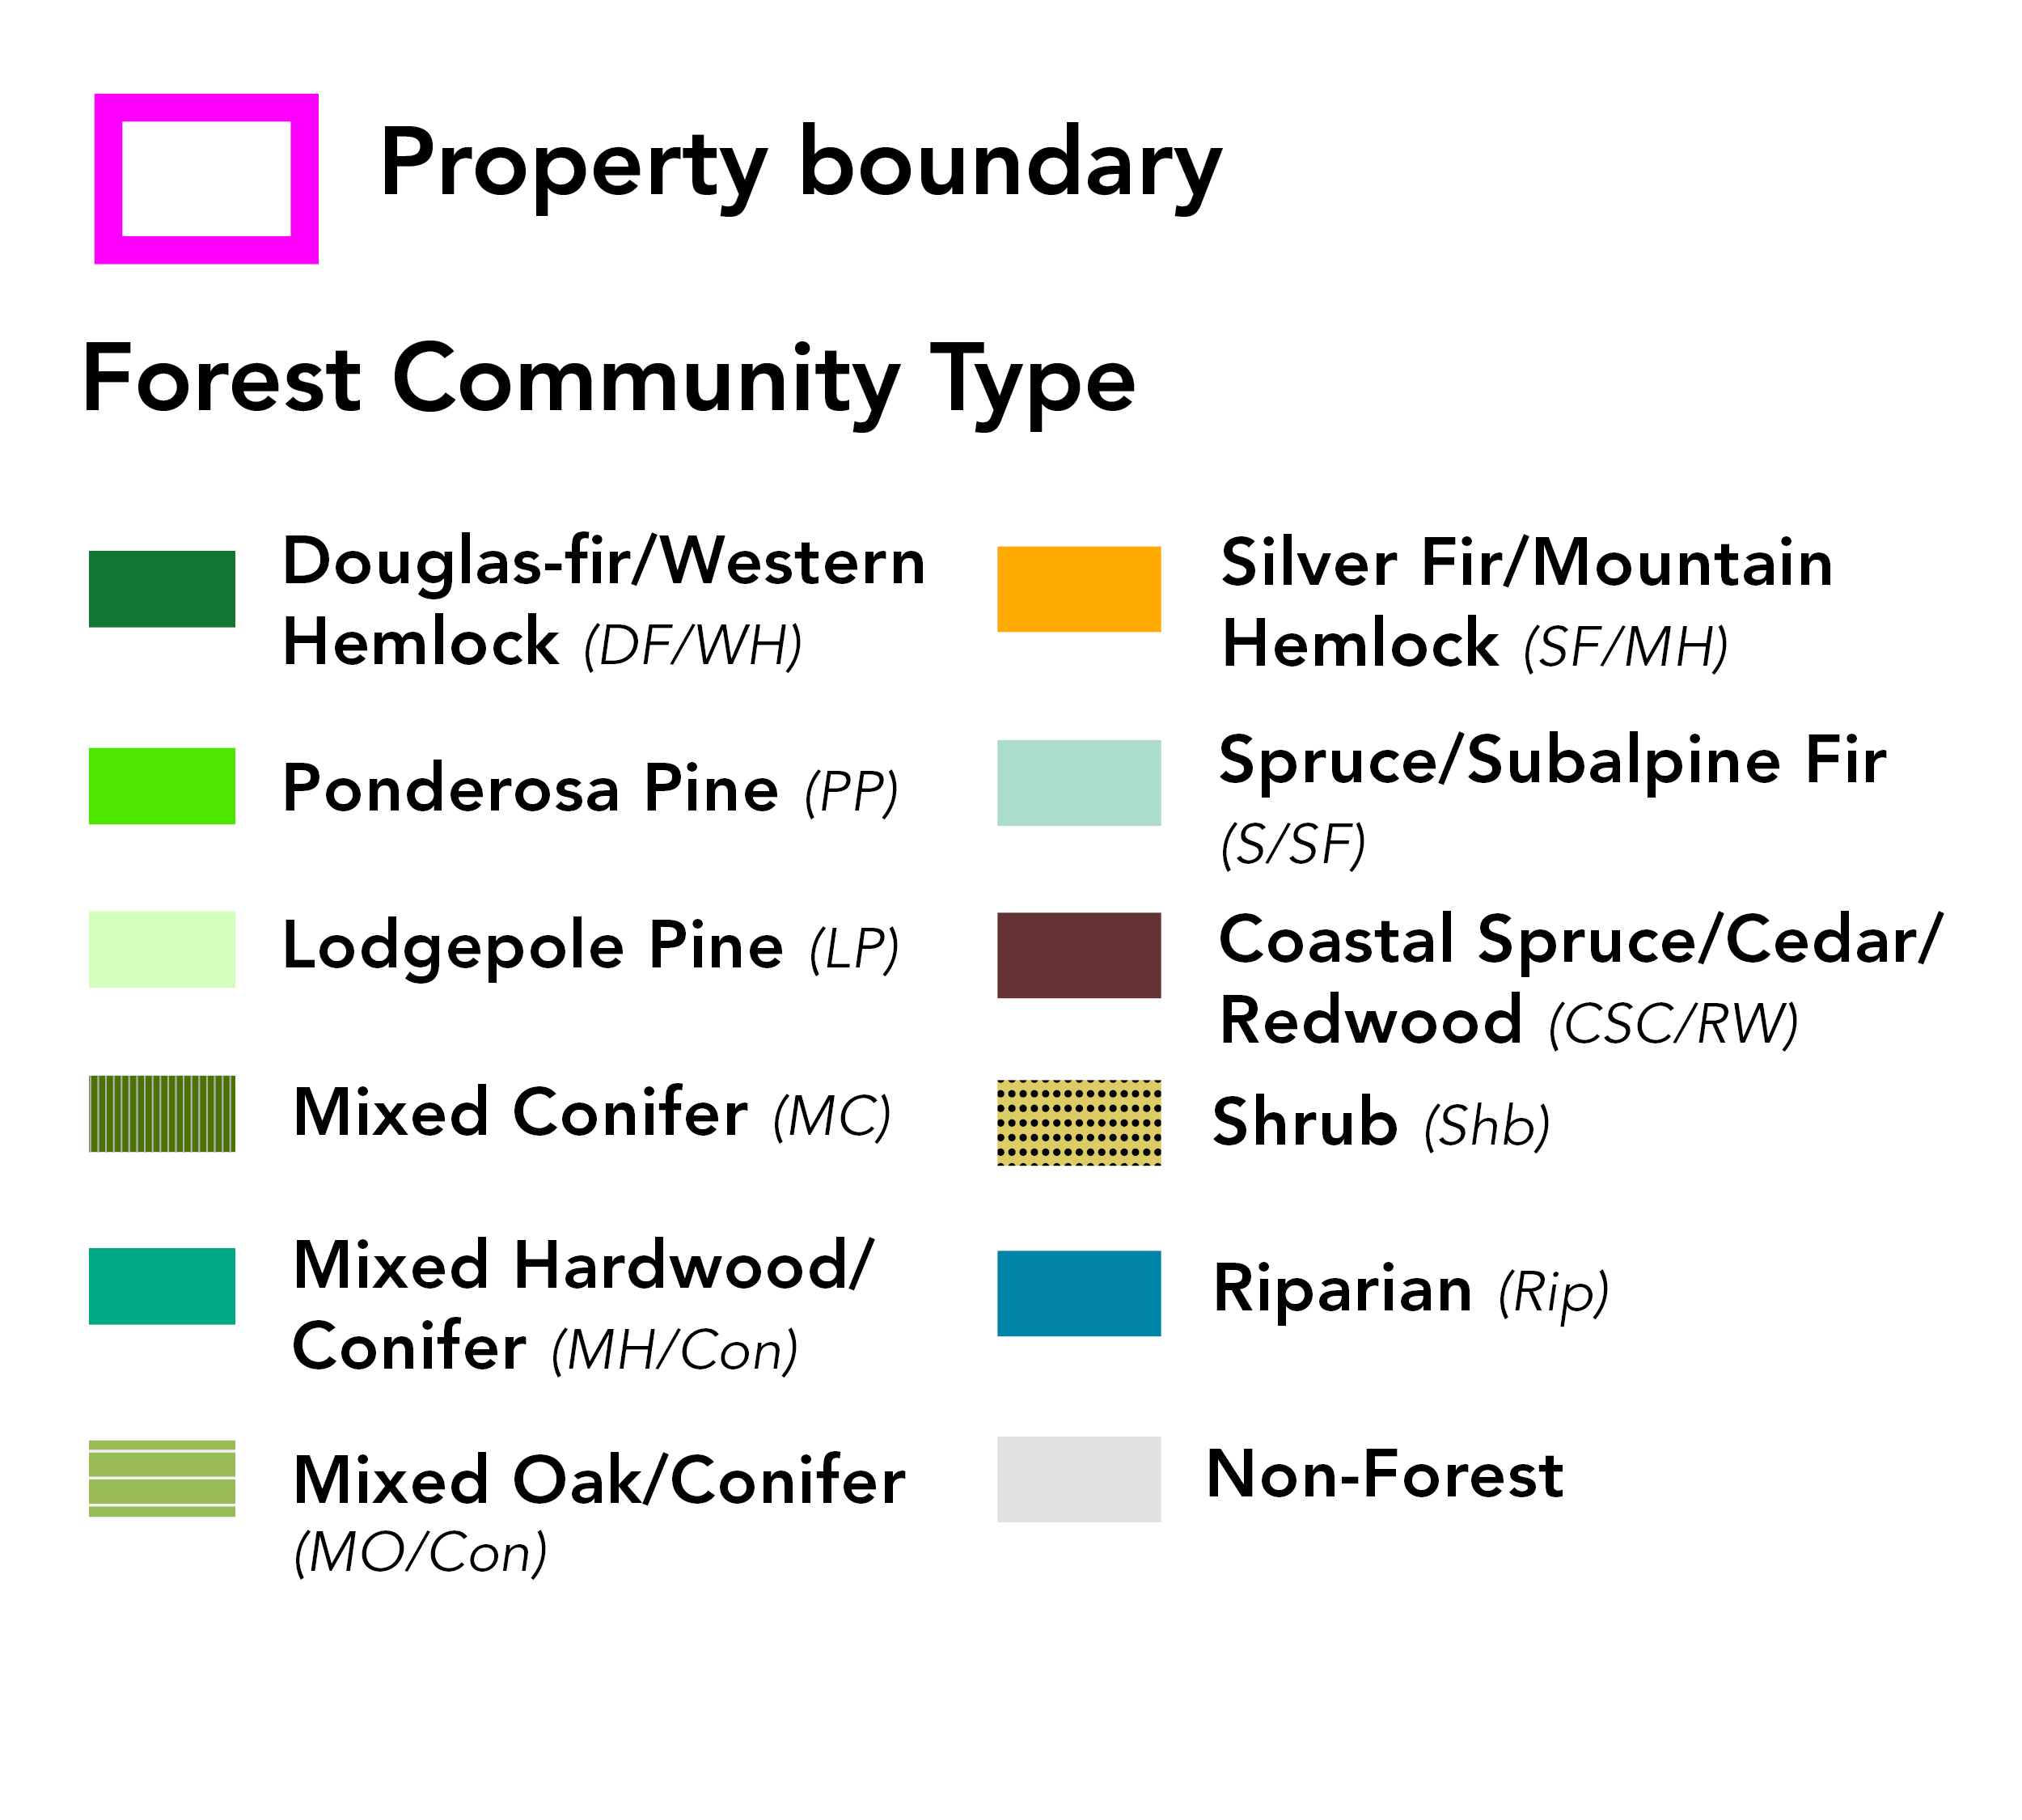 Property boundary
Forest Community Type
Douglas-fir/Western
Hemlock (DF/WH)
Ponderosa Pine (PP)
Lodgepole Pine (LP)
Mixed Conifer (MC)
Mixed Hardwood/
Conifer (MH/Con)
Mixed Oak/Conifer
(MO/Con)
Silver Fir/Mountain
Hemlock (SF/MH)
Spruce/Subalpine Fir
(S/SF)
Coastal Spruce/Cedar/
Redwood (CSC/RW)
Shrub (Shb)
Riparian (Rip)
Non-Forest